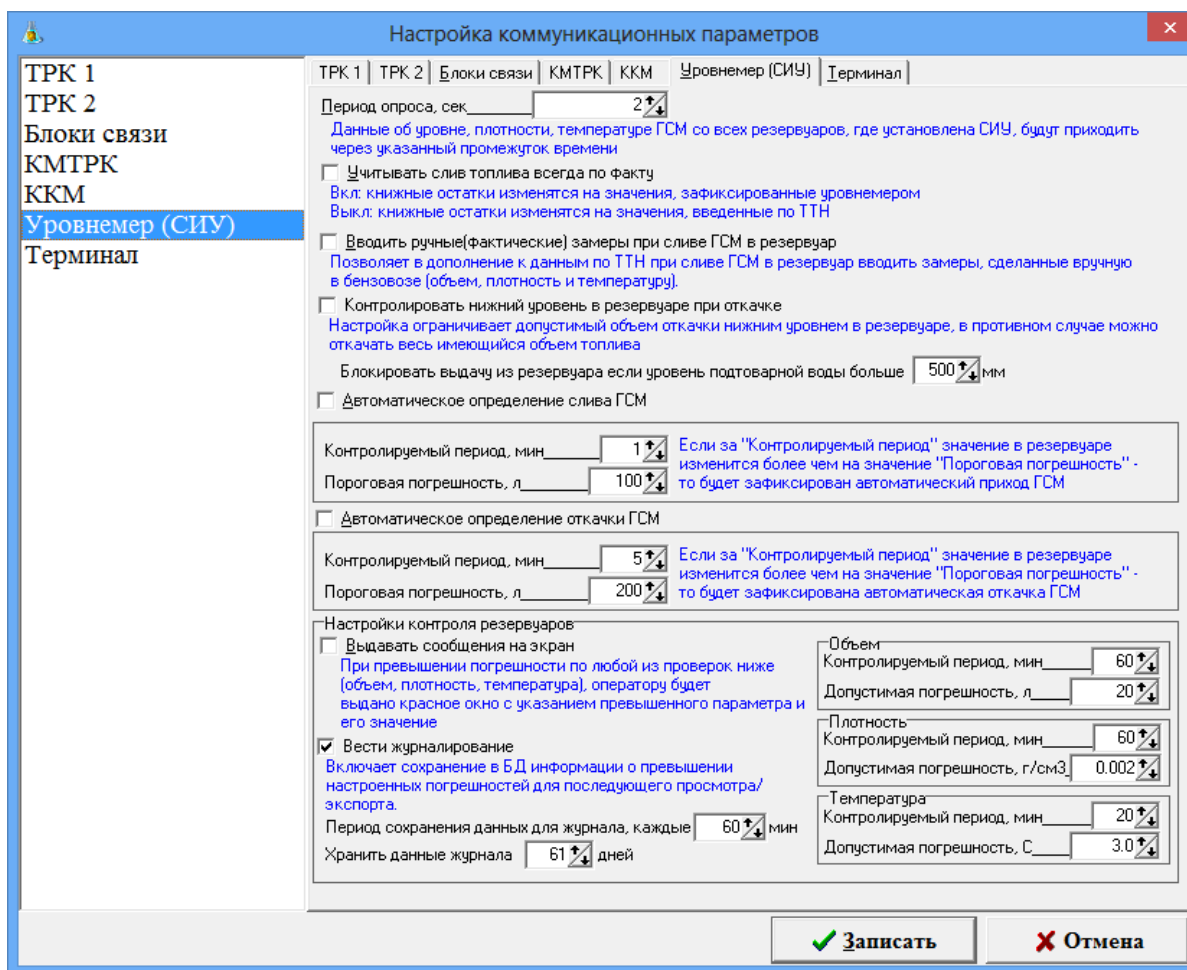 Настройка коммуникационных параметров
ТРК 1
ТРК 2
Блоки связи
КМТРК
ККМ
Уровнемер (СИУ)
Терминал
ТРК 1 ТРК 2 Блоки связи КМТРК ККМ Уровнемер (СИУ) Терминал
Период опроса, сек 2
Данные об уровне, плотности, температуре ГСМ со всех резервуаров, где установлена СИУ, будут приходить
через указанный промежуток времени
Учитывать слив топлива всегда по факту
Вкл: книжные остатки изменятся на значения, зафиксированные уровнемером
Выкл: книжные остатки изменятся на значения, введенные по ТТН
Вводить ручные(фактические) замеры при сливе ГСМ в резервуар
Позволяет в дополнение к данным по ТТН при сливе ГСМ в резервуар вводить замеры, сделанные вручную
в бензовозе (объем, плотность и температуру).
Контролировать нижний уровень в резервуаре при откачке
Настройка ограничивает допустимый объем откачки нижним уровнем в резервуаре, в противном случае можно
откачать весь имеющийся объем топлива
Блокировать выдачу из резервуара если уровень подтоварной воды больше 500 мм
Автоматическое определение слива ГСМ
Контролируемый период, мин 1
Пороговая погрешность, л 100
Если за "Контролируемый период" значение в резервуаре
изменится более чем на значение "Пороговая погрешность" -
то будет зафиксирован автоматический приход ГСМ
Автоматическое определение откачки ГСМ
Контролируемый период, мин 5
Пороговая погрешность, л 200
Если за "Контролируемый период" значение в резервуаре
изменится более чем на значение "Пороговая погрешность" -
то будет зафиксирована автоматическая откачка ГСМ
Настройки контроля резервуаров
Выдавать сообщения на экран
При превышении погрешности по любой из проверок ниже
(объем, плотность, температура), оператору будет
выдано красное окно с указанием превышенного параметра и
его значение
Вести журналирование
Включает сохранение в БД информации о превышении
настроенных погрешностей для последующего просмотра/
экспорта.
Период сохранения данных для журнала, каждые 60 мин
Хранить данные журнала 61 дней
Объем
Контролируемый период, мин 60
Допустимая погрешность, л 20
Плотность
Контролируемый период, мин 60
Допустимая погрешность, г/см3 0.002
Температура
Контролируемый период, мин 20
Допустимая погрешность, С 3.0
Записать
Отмена